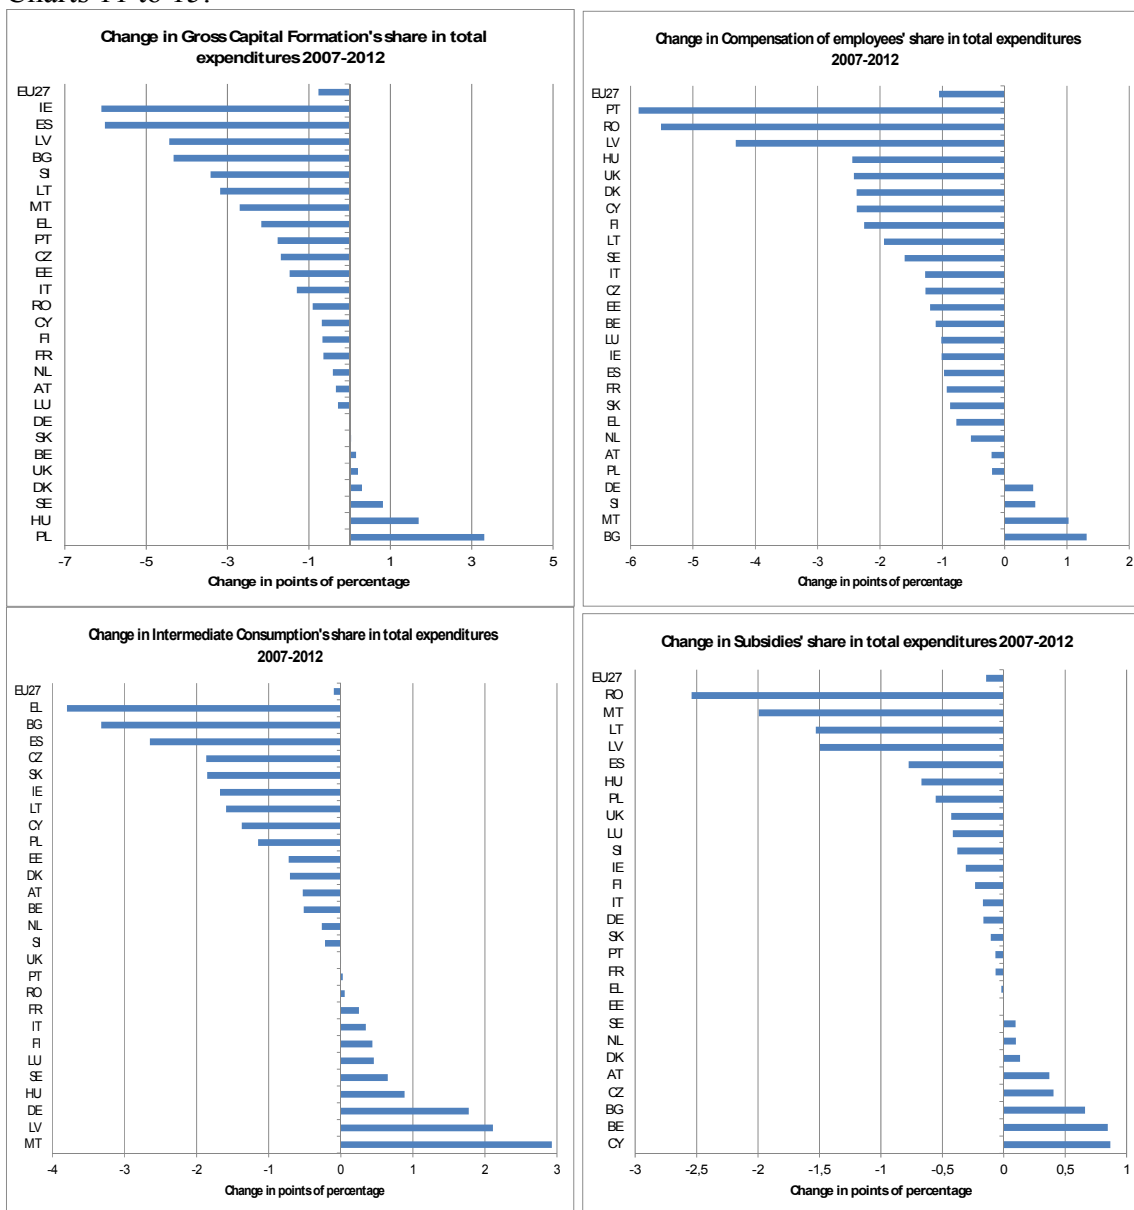 Charts 11 to 15:
Change in Gross Capital Formation's share in total
expenditures 2007-2012
EU27
IE
ES
LV
BG
SI
LT
MT
EL
PT
CZ
EE
IT
RO
CY
FI
FR
NL
AT
LU
DE
SK
BE
UK
DK
SE
HU
PL
-7 -5 -3 -1 1 3 5
Change in points of percentage
Change in Compensation of employees' share in total expenditures
2007-2012
EU27
PT
RO
LV
HU
UK
DK
CY
FI
LT
SE
IT
CZ
EE
BE
LU
IE
ES
FR
SK
EL
NL
AT
PL
DE
SI
MT
BG
-6 -5 -4 -3 -2 -1 0 1 2
Change in points of percentage
Change in Intermediate Consumption's share in total expenditures
2007-2012
EU27
EL
BG
ES
CZ
SK
IE
LT
CY
PL
EE
DK
AT
BE
NL
SI
UK
PT
RO
FR
IT
FI
LU
SE
HU
DE
LV
MT
-4 -3 -2 -1 0 1 2 3
Change in points of percentage
Change in Subsidies' share in total expenditures 2007-2012
EU27
RO
MT
LT
LV
ES
HU
PL
UK
LU
SI
IE
FI
IT
DE
SK
PT
FR
EL
EE
SE
NL
DK
AT
CZ
BG
BE
CY
-3 -2,5 -2 -1,5 -1 -0,5 0 0,5 1
Change in points of percentage